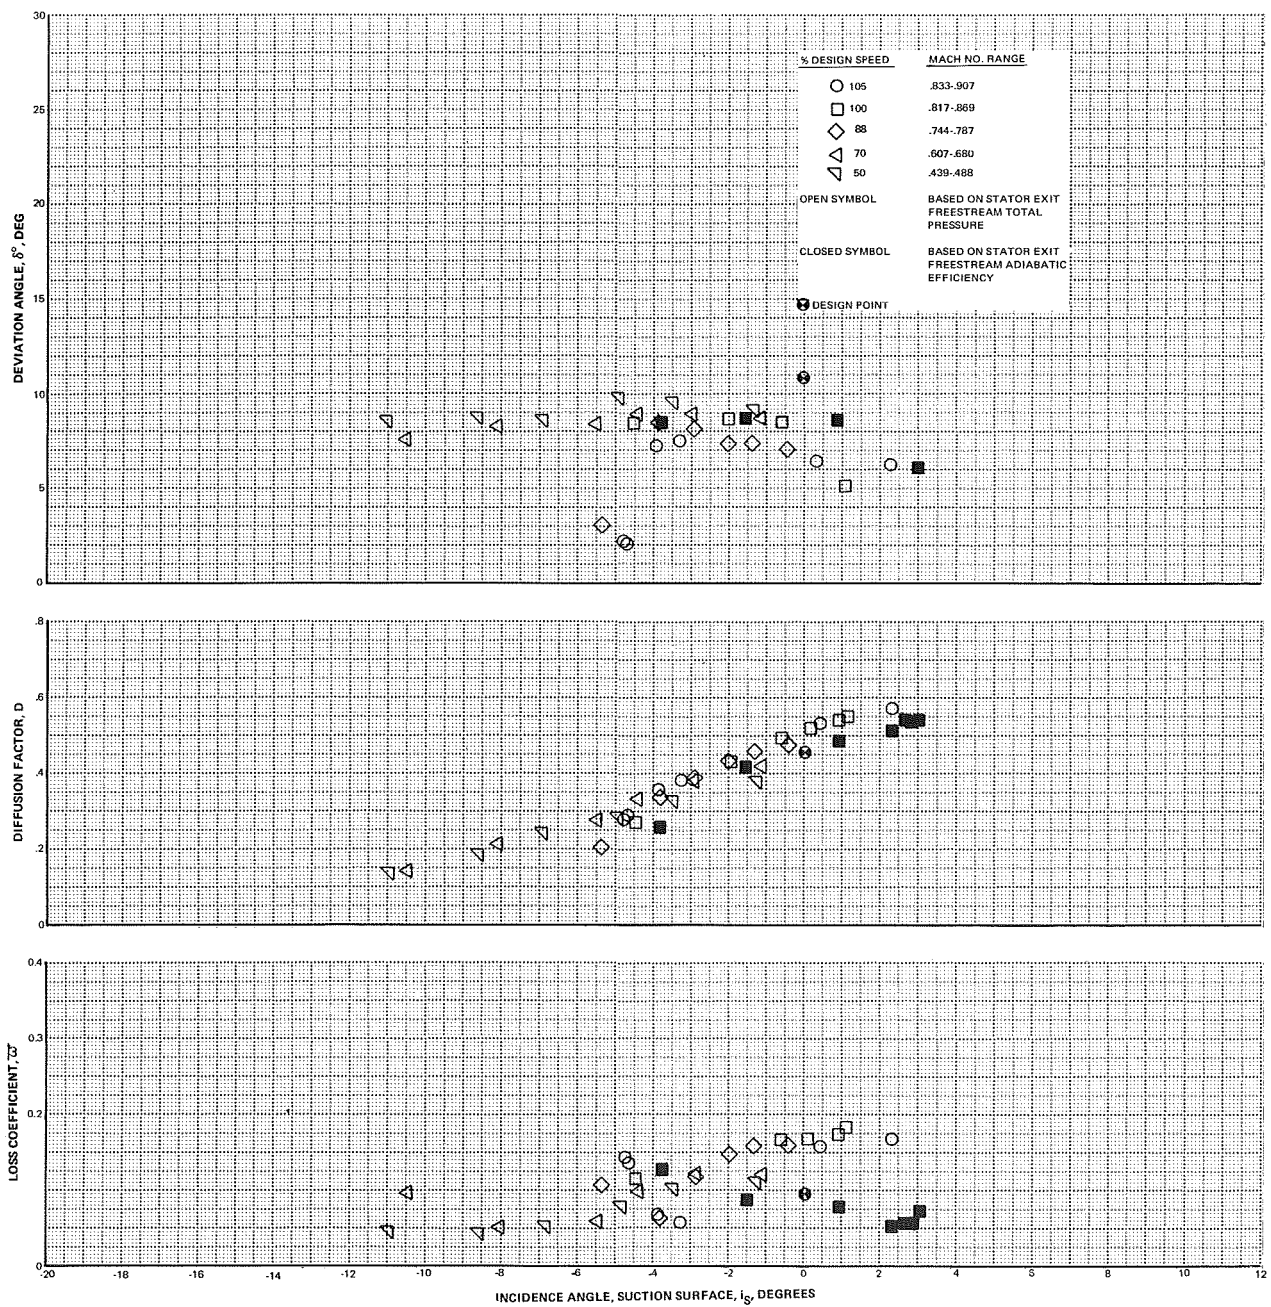 30
25
20
15
10
5
0
DEVIATION ANGLE, δ°, DEG
% DESIGN SPEED MACH NO. RANGE
105 .833-.907
100 .817-.869
88 .744-.787
70 .607-.680
50 .439-.488
OPEN SYMBOL BASED ON STATOR EXIT
FREESTREAM TOTAL
PRESSURE
CLOSED SYMBOL BASED ON STATOR EXIT
FREESTREAM ADIABATIC
EFFICIENCY
DESIGN POINT
.8
.6
.4
.2
0
DIFFUSION FACTOR, D
0.4
0.3
0.2
0.1
0
LOSS COEFFICIENT, ω̄
-20 -18 -16 -14 -12 -10 -8 -6 -4 -2 0 2 4 6 8 10 12
INCIDENCE ANGLE, SUCTION SURFACE, iS, DEGREES